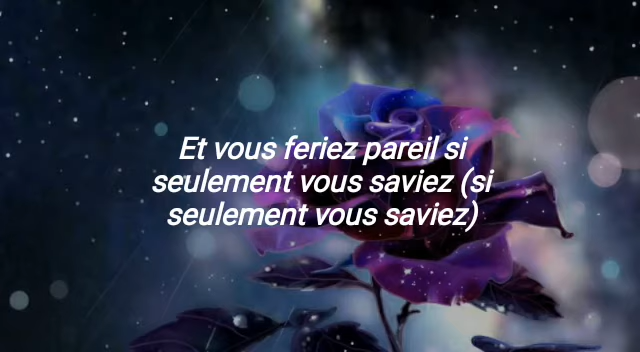 Et vous feriez pareil si
seulement vous saviez (si
seulement vous saviez)